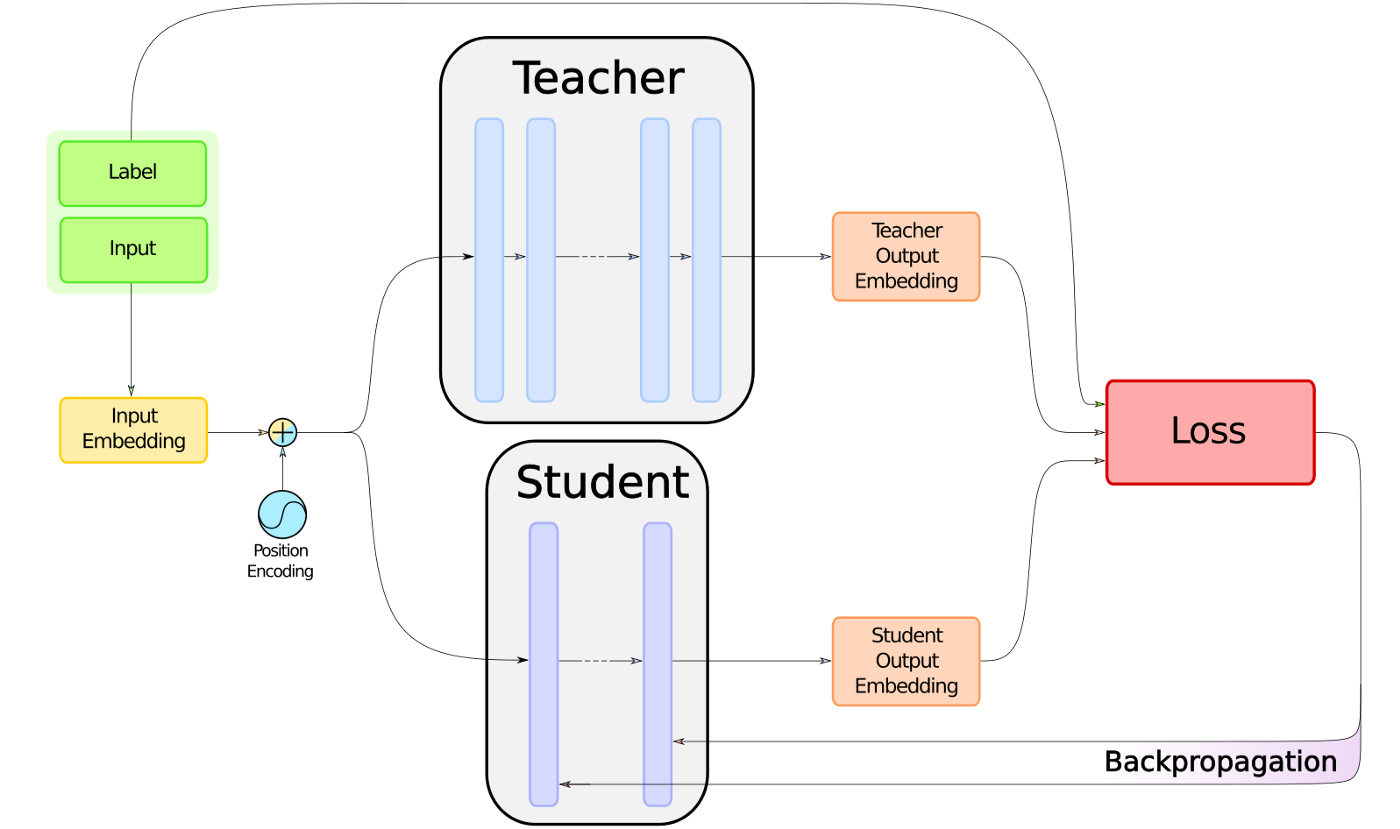 Teacher
Label
Input
Teacher
Output
Embedding
Input
Embedding
Loss
Student
Position
Encoding
Student
Output
Embedding
Backpropagation